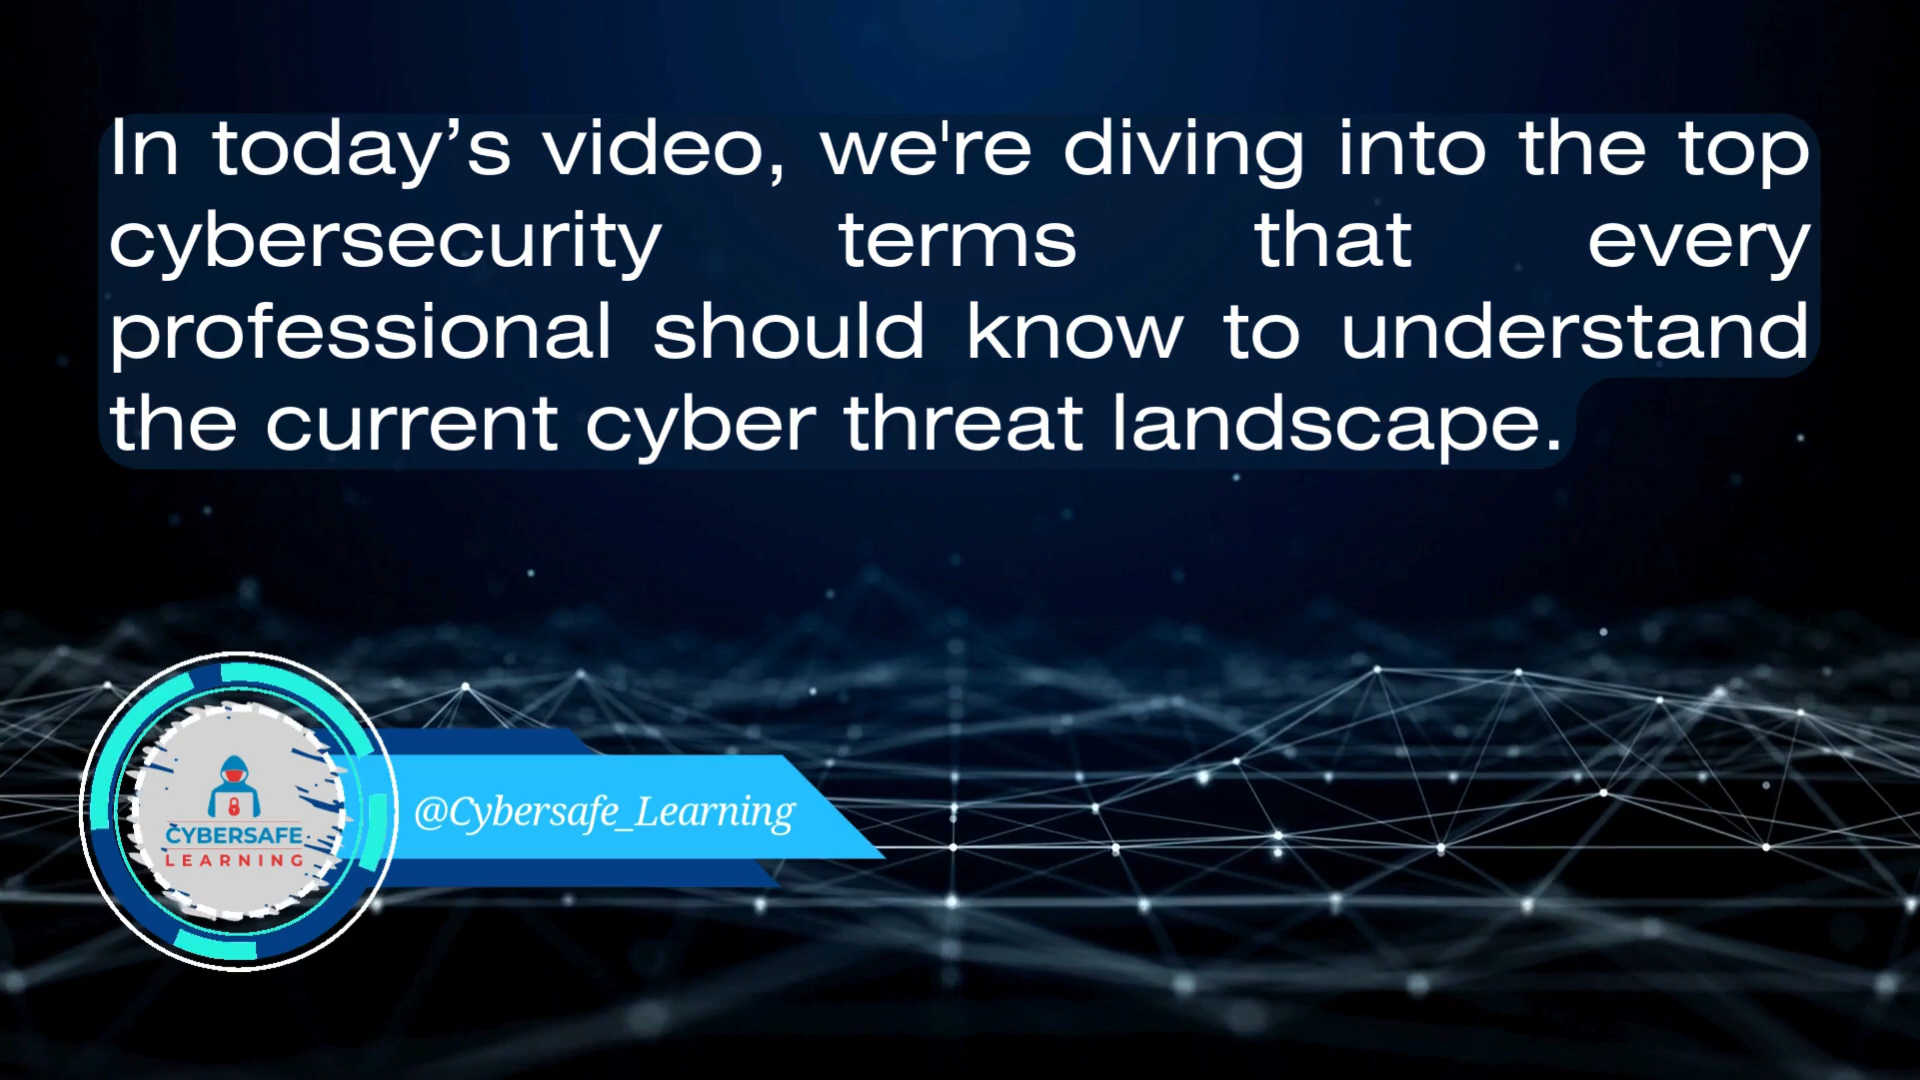 In today’s video, we're diving into the top
cybersecurity terms that every
professional should know to understand
the current cyber threat landscape.
@Cybersafe_Learning
CYBERSAFE
LEARNING